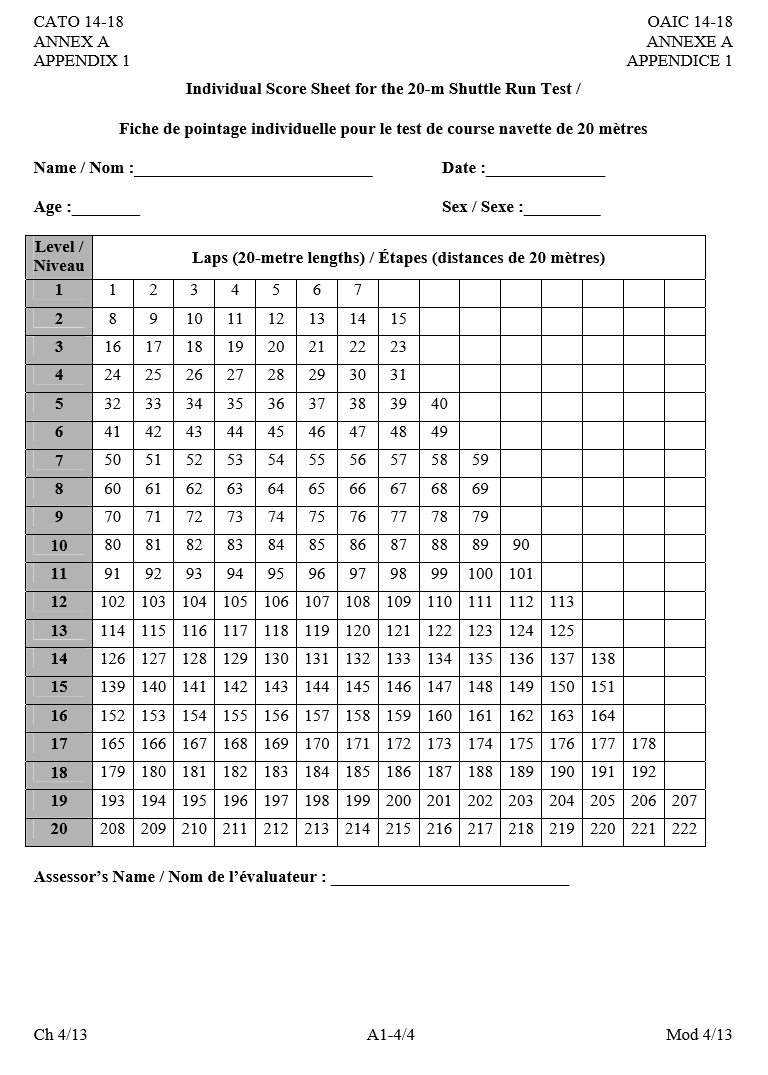 CATO 14-18 OAIC 14-18
ANNEX A ANNEXE A
APPENDIX 1 APPENDICE 1
Individual Score Sheet for the 20-m Shuttle Run Test /
Fiche de pointage individuelle pour le test de course navette de 20 mètres
Name / Nom :____________________________ Date :______________
Age :________ Sex / Sexe :_________
Level / Niveau Laps (20-metre lengths) / Étapes (distances de 20 mètres)
1 1 2 3 4 5 6 7
2 8 9 10 11 12 13 14 15
3 16 17 18 19 20 21 22 23
4 24 25 26 27 28 29 30 31
5 32 33 34 35 36 37 38 39 40
6 41 42 43 44 45 46 47 48 49
7 50 51 52 53 54 55 56 57 58 59
8 60 61 62 63 64 65 66 67 68 69
9 70 71 72 73 74 75 76 77 78 79
10 80 81 82 83 84 85 86 87 88 89 90
11 91 92 93 94 95 96 97 98 99 100 101
12 102 103 104 105 106 107 108 109 110 111 112 113
13 114 115 116 117 118 119 120 121 122 123 124 125
14 126 127 128 129 130 131 132 133 134 135 136 137 138
15 139 140 141 142 143 144 145 146 147 148 149 150 151
16 152 153 154 155 156 157 158 159 160 161 162 163 164
17 165 166 167 168 169 170 171 172 173 174 175 176 177 178
18 179 180 181 182 183 184 185 186 187 188 189 190 191 192
19 193 194 195 196 197 198 199 200 201 202 203 204 205 206 207
20 208 209 210 211 212 213 214 215 216 217 218 219 220 221 222
Assessor’s Name / Nom de l’évaluateur : ____________________________
Ch 4/13 A1-4/4 Mod 4/13